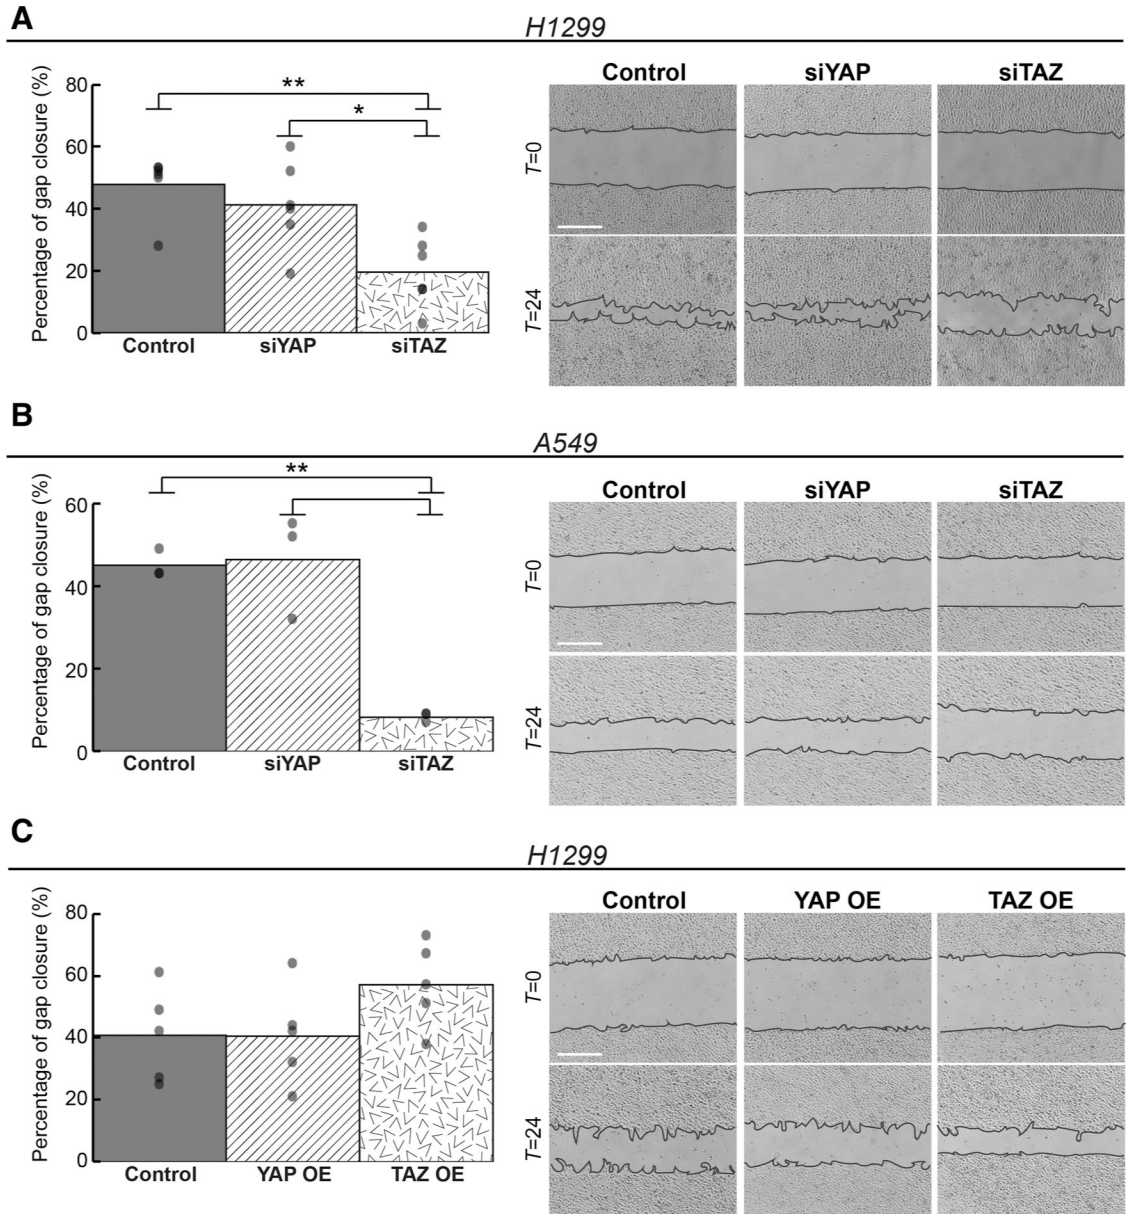 A
H1299
Percentage of gap closure (%)
80
60
40
20
0
**
*
Control
siYAP
siTAZ
Control
siYAP
siTAZ
T=0
T=24
B
A549
Percentage of gap closure (%)
60
40
20
0
**
Control
siYAP
siTAZ
Control
siYAP
siTAZ
T=0
T=24
C
H1299
Percentage of gap closure (%)
80
60
40
20
0
Control
YAP OE
TAZ OE
Control
YAP OE
TAZ OE
T=0
T=24